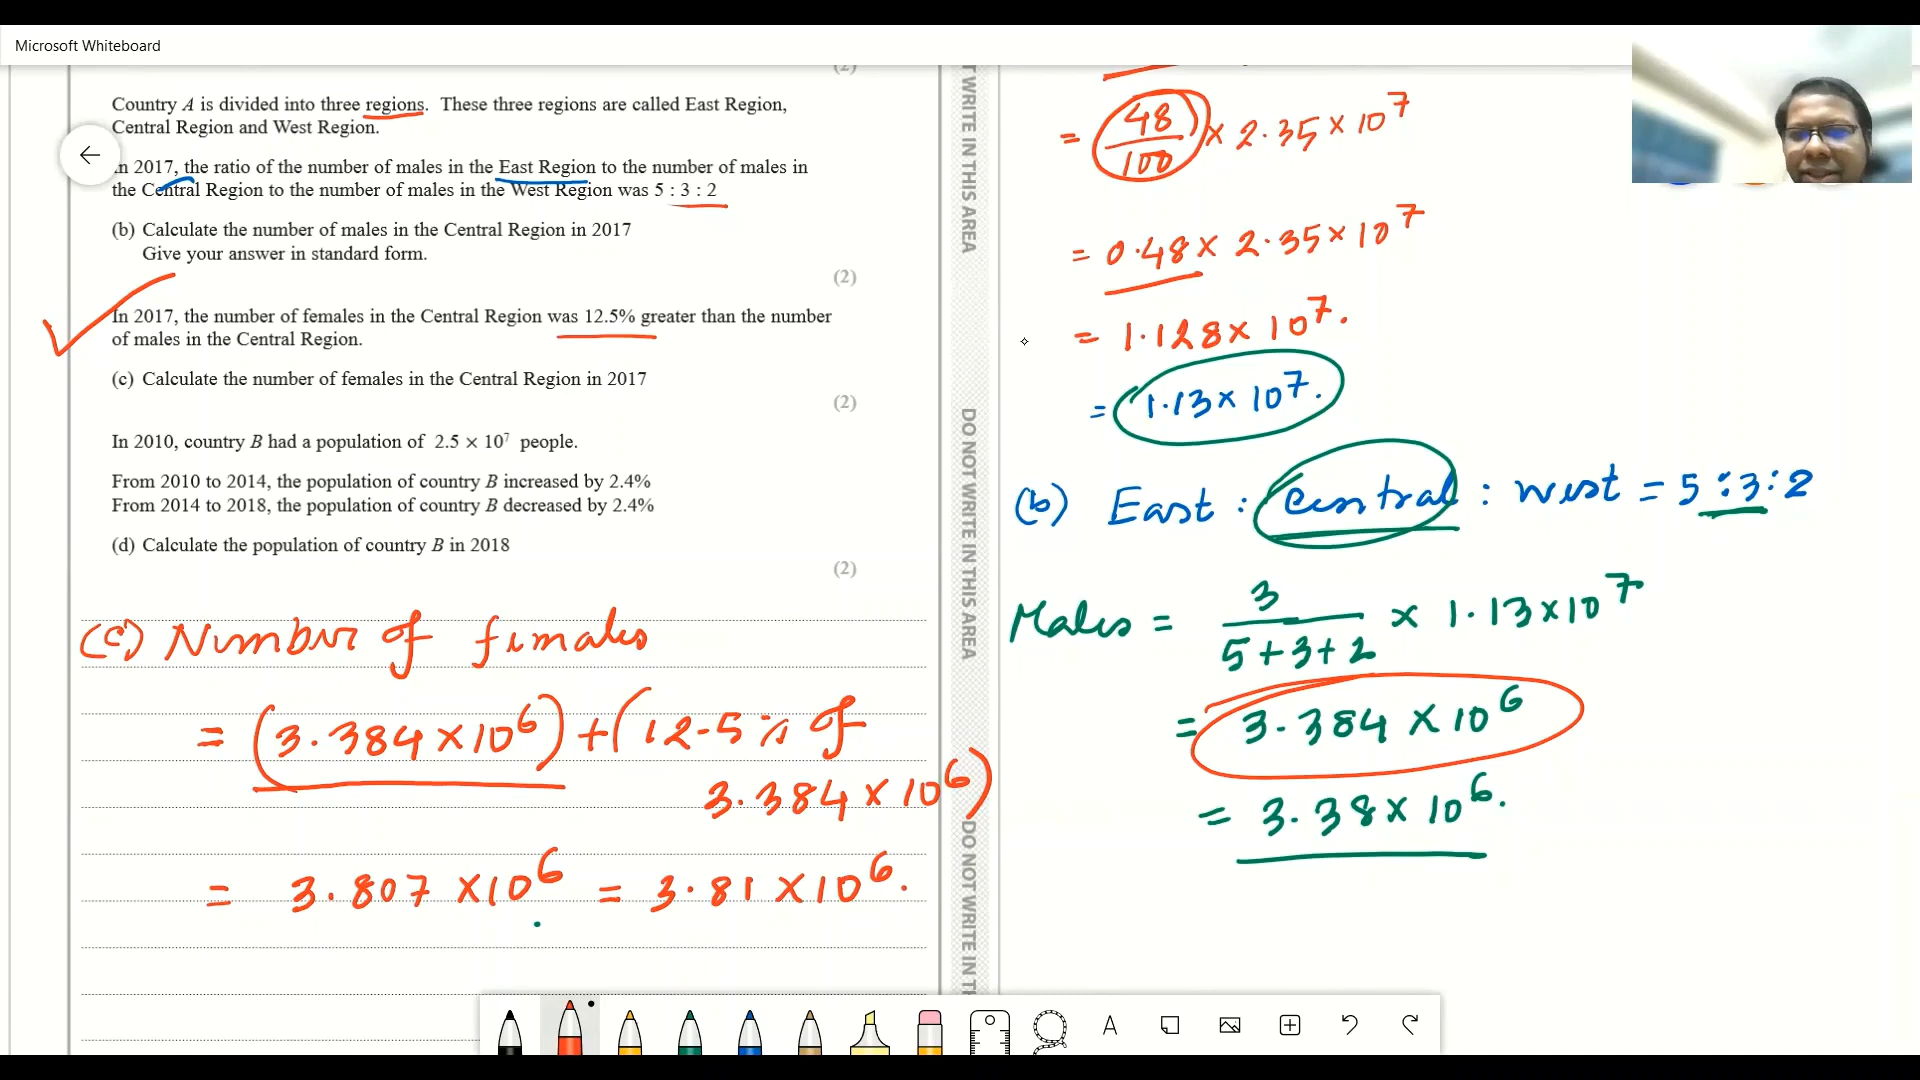 Microsoft Whiteboard
(2)
Country A is divided into three regions. These three regions are called East Region,
Central Region and West Region.
In 2017, the ratio of the number of males in the East Region to the number of males in
the Central Region to the number of males in the West Region was 5 : 3 : 2
(b) Calculate the number of males in the Central Region in 2017
Give your answer in standard form.
(2)
In 2017, the number of females in the Central Region was 12.5% greater than the number
of males in the Central Region.
(c) Calculate the number of females in the Central Region in 2017
(2)
In 2010, country B had a population of 2.5 × 10⁷ people.
From 2010 to 2014, the population of country B increased by 2.4%
From 2014 to 2018, the population of country B decreased by 2.4%
(d) Calculate the population of country B in 2018
(2)
(c) Number of females
= (3.384 × 10⁶) + (12.5% of
3.384 × 10⁶)
= 3.807 × 10⁶ = 3.81 × 10⁶.
T WRITE IN THIS AREA
DO NOT WRITE IN THIS AREA
DO NOT WRITE IN T
= 48/100 × 2.35 × 10⁷
= 0.48 × 2.35 × 10⁷
= 1.128 × 10⁷.
= 1.13 × 10⁷.
(b) East : Central : West = 5 : 3 : 2
Males = 3/(5+3+2) × 1.13 × 10⁷
= 3.384 × 10⁶
= 3.38 × 10⁶.
A